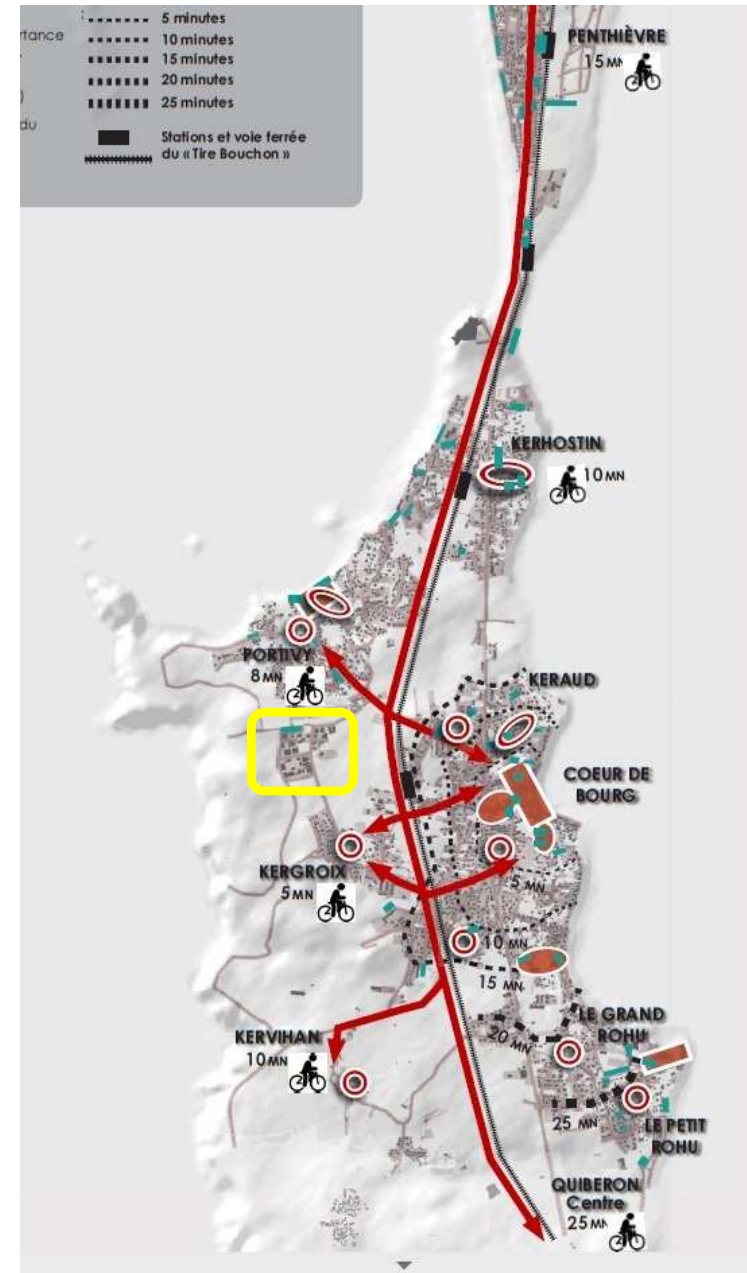 :
5 minutes
10 minutes
15 minutes
20 minutes
25 minutes
)
du
Stations et voie ferrée
du « Tire Bouchon »
PENTHIÈVRE
15 MN
KERHOSTIN
10 MN
PORTIVY
8 MN
KERAUD
COEUR DE
BOURG
KERGROIX
5 MN
5 MN
10 MN
15 MN
20 MN
LE GRAND
ROHU
KERVIHAN
10 MN
25 MN
LE PETIT
ROHU
QUIBERON
Centre
25 MN